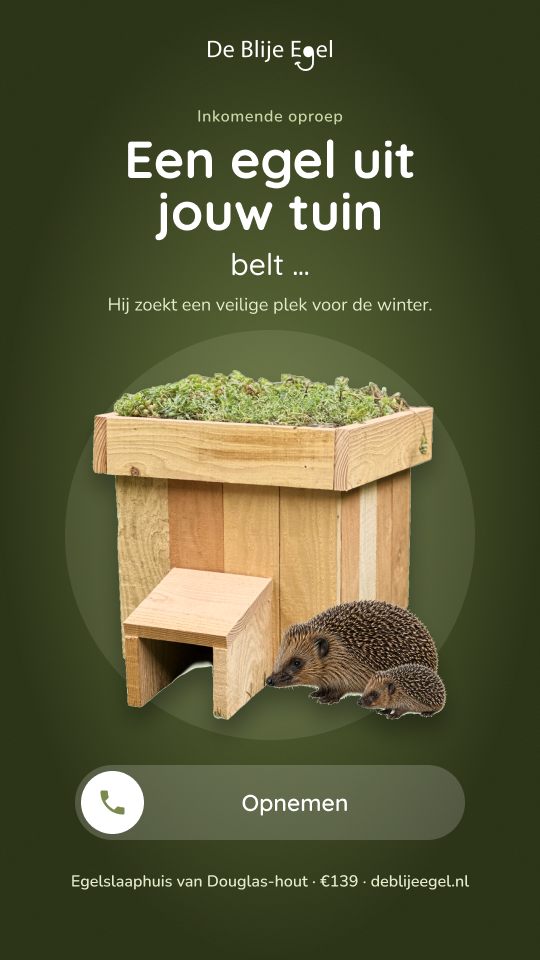 De Blije Egel
Inkomende oproep
Een egel uit
jouw tuin
belt ...
Hij zoekt een veilige plek voor de winter.
Opnemen
Egelslaaphuis van Douglas-hout · €139 · deblijeegel.nl